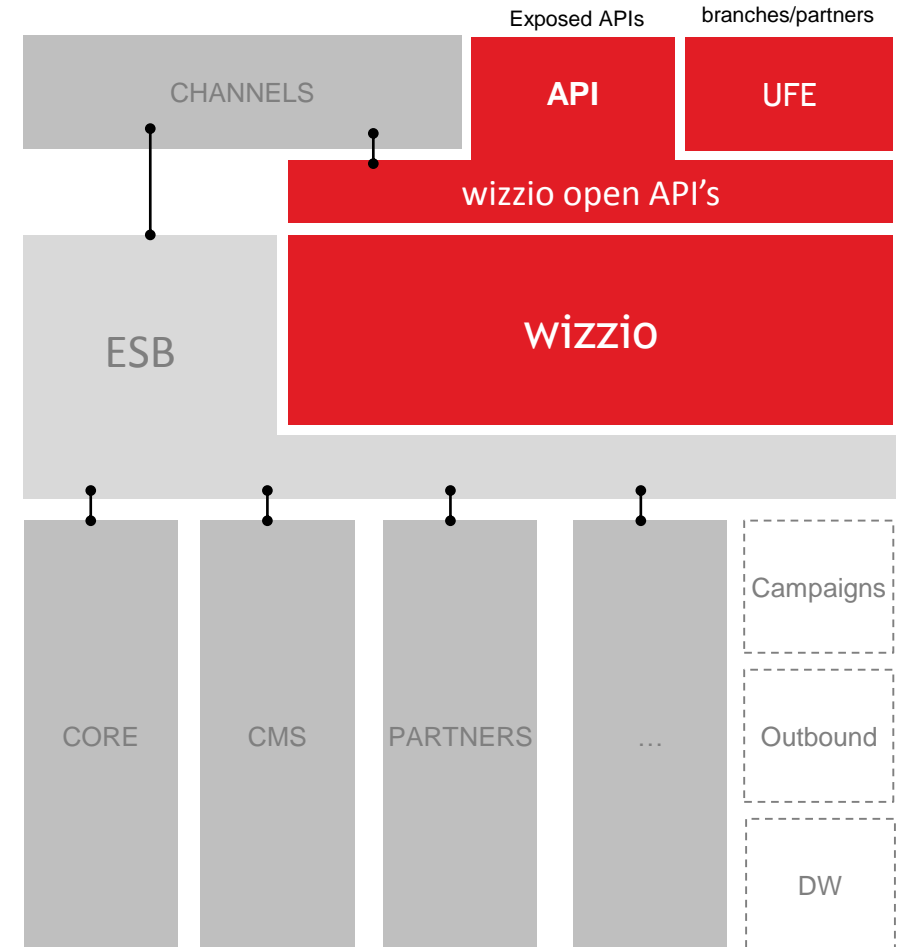 Exposed APIs
branches/partners
CHANNELS
API
UFE
wizzio open API’s
ESB
wizzio
Campaigns
CORE
CMS
PARTNERS
…
Outbound
DW